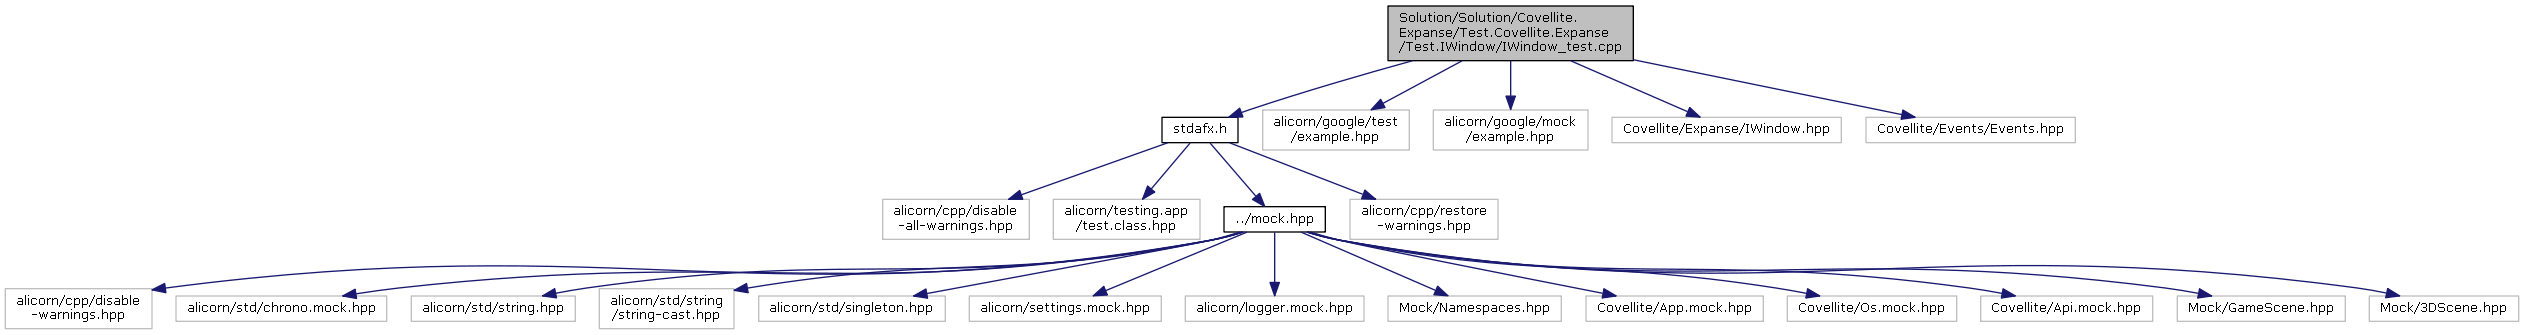 Solution/Solution/Covellite.
Expanse/Test.Covellite.Expanse
/Test.IWindow/IWindow_test.cpp
stdafx.h
alicorn/google/test
/example.hpp
alicorn/google/mock
/example.hpp
Covellite/Expanse/IWindow.hpp
Covellite/Events/Events.hpp
alicorn/cpp/disable
-all-warnings.hpp
alicorn/testing.app
/test.class.hpp
../mock.hpp
alicorn/cpp/restore
-warnings.hpp
alicorn/cpp/disable
-warnings.hpp
alicorn/std/chrono.mock.hpp
alicorn/std/string.hpp
alicorn/std/string
/string-cast.hpp
alicorn/std/singleton.hpp
alicorn/settings.mock.hpp
alicorn/logger.mock.hpp
Mock/Namespaces.hpp
Covellite/App.mock.hpp
Covellite/Os.mock.hpp
Covellite/Api.mock.hpp
Mock/GameScene.hpp
Mock/3DScene.hpp